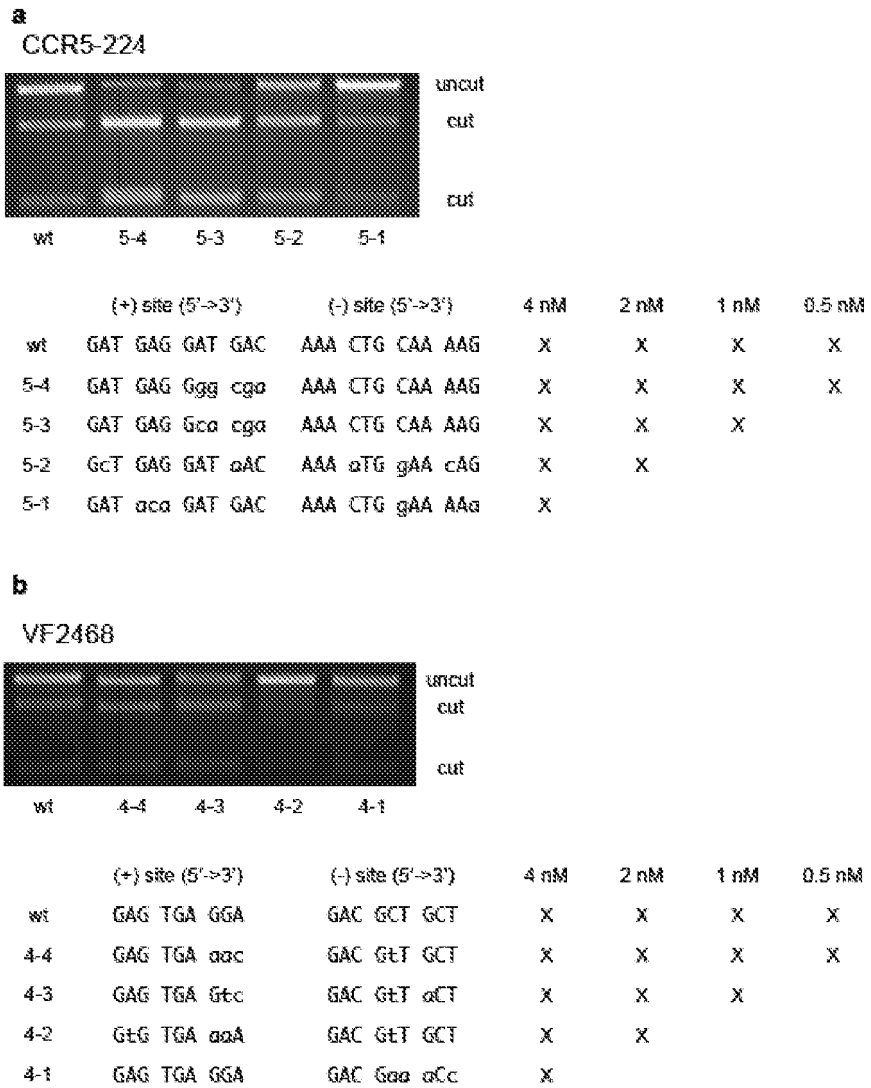 a
CCR5-224
uncut
cut
cut
wt 5-4 5-3 5-2 5-1
(+) site (5'->3') (-) site (5'->3') 4 nM 2 nM 1 nM 0.5 nM
wt GAT GAG GAT GAC AAA CTG CAA AAG X X X X
5-4 GAT GAG Ggg cga AAA CTG CAA AAG X X X X
5-3 GAT GAG Gca cga AAA CTG CAA AAG X X X
5-2 GcT GAG GAT aAC AAA aTG gAA cAG X X
5-1 GAT aca GAT GAC AAA CTG gAA AAa X
b
VF2468
uncut
cut
cut
wt 4-4 4-3 4-2 4-1
(+) site (5'->3') (-) site (5'->3') 4 nM 2 nM 1 nM 0.5 nM
wt GAG TGA GGA GAC GCT GCT X X X X
4-4 GAG TGA aac GAC GtT GCT X X X X
4-3 GAG TGA Gtc GAC GtT aCT X X X
4-2 GtG TGA aaA GAC GtT GCT X X
4-1 GAG TGA GGA GAC Gaa aCc X